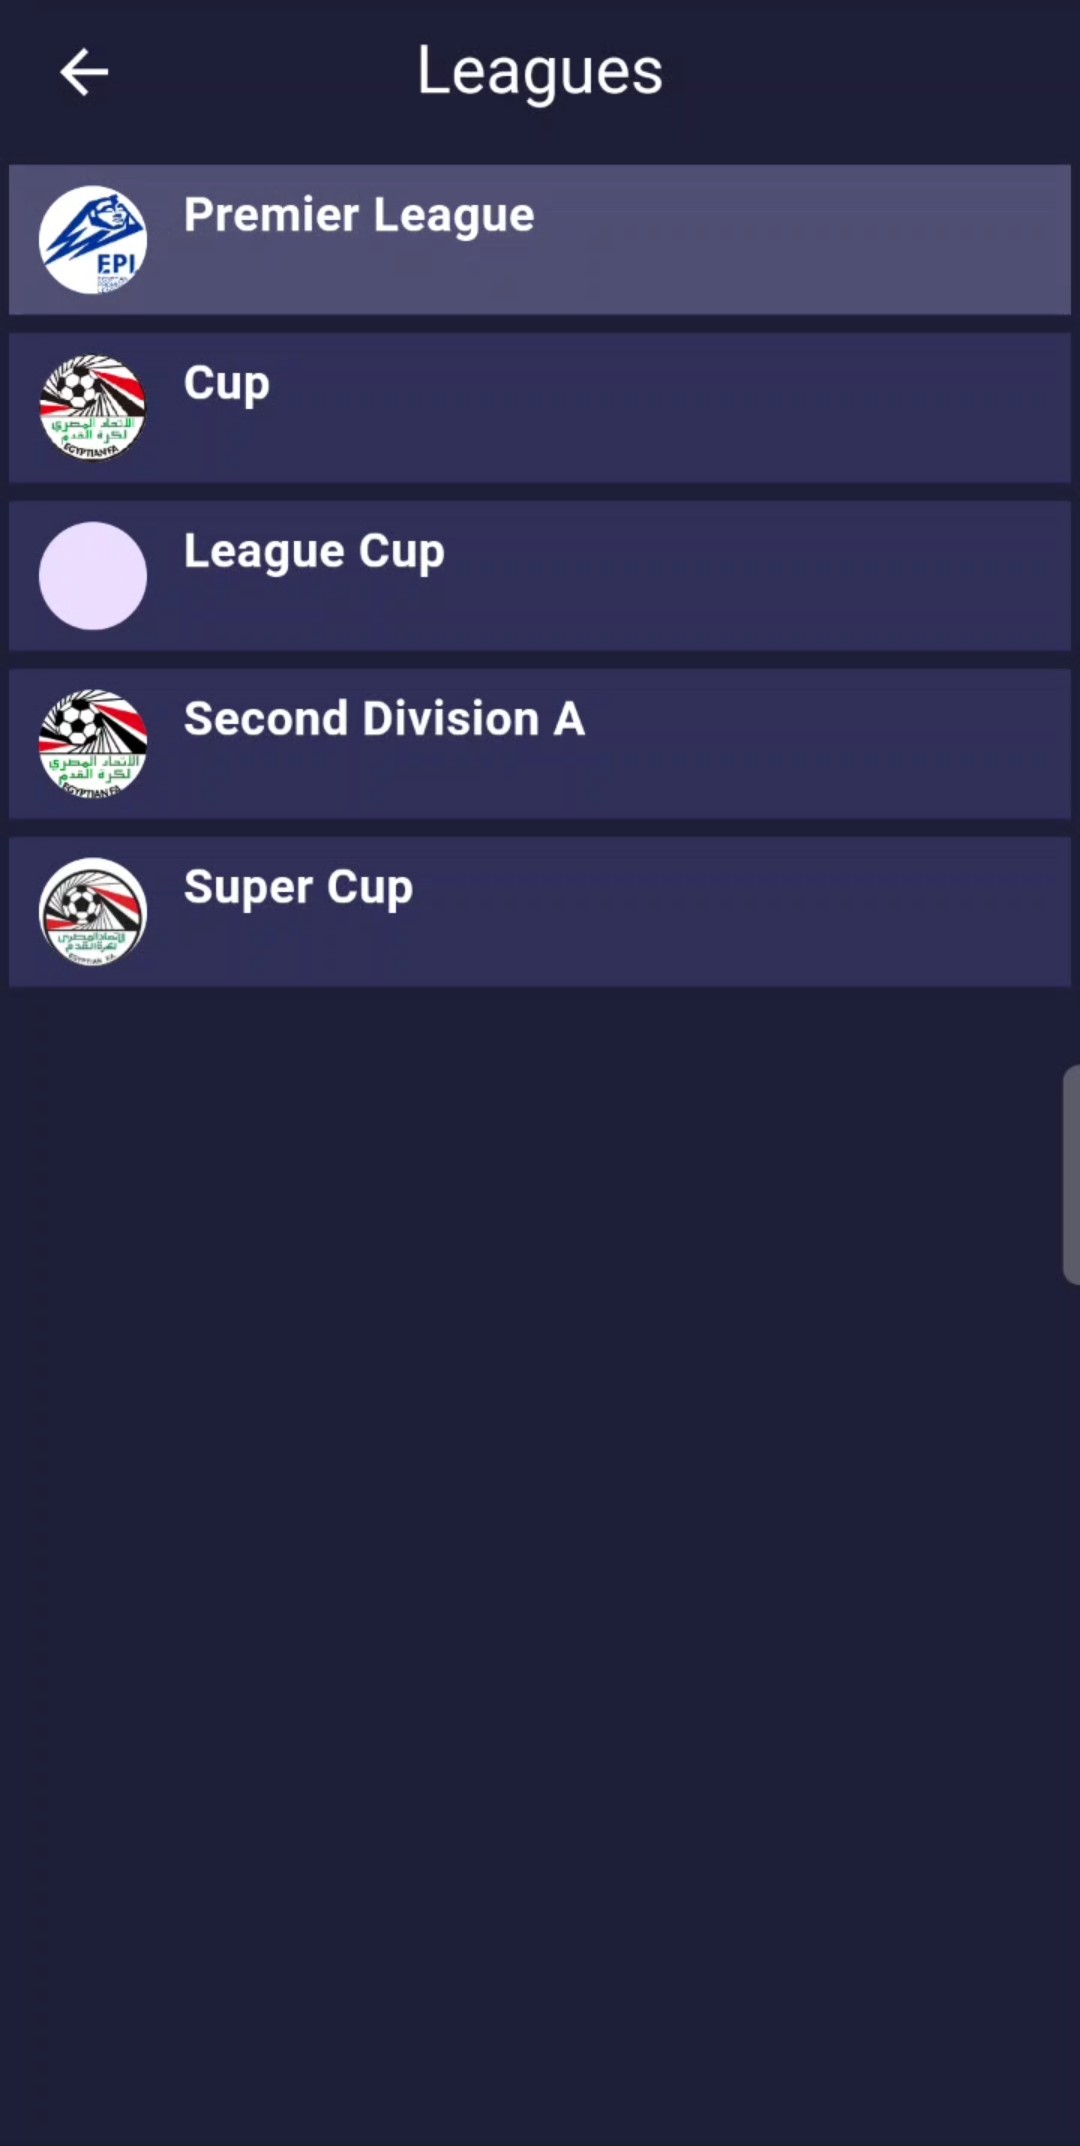 Leagues
Premier League
EPL
Cup
الاتحاد المصري
لكرة القدم
EGYPTIAN FA
League Cup
Second Division A
الاتحاد المصري
لكرة القدم
EGYPTIAN FA
Super Cup
الاتحاد المصرى
لكرة القدم
EGYPTIAN FA